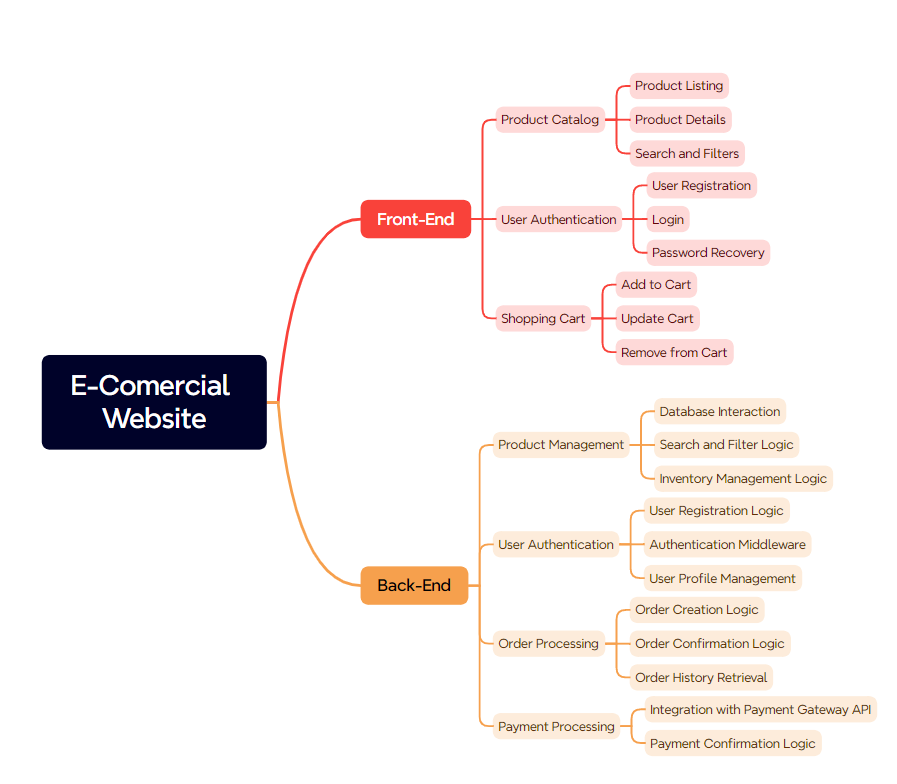 E-Comercial
Website
Front-End
Product Catalog
Product Listing
Product Details
Search and Filters
User Authentication
User Registration
Login
Password Recovery
Shopping Cart
Add to Cart
Update Cart
Remove from Cart
Back-End
Product Management
Database Interaction
Search and Filter Logic
Inventory Management Logic
User Authentication
User Registration Logic
Authentication Middleware
User Profile Management
Order Processing
Order Creation Logic
Order Confirmation Logic
Order History Retrieval
Payment Processing
Integration with Payment Gateway API
Payment Confirmation Logic